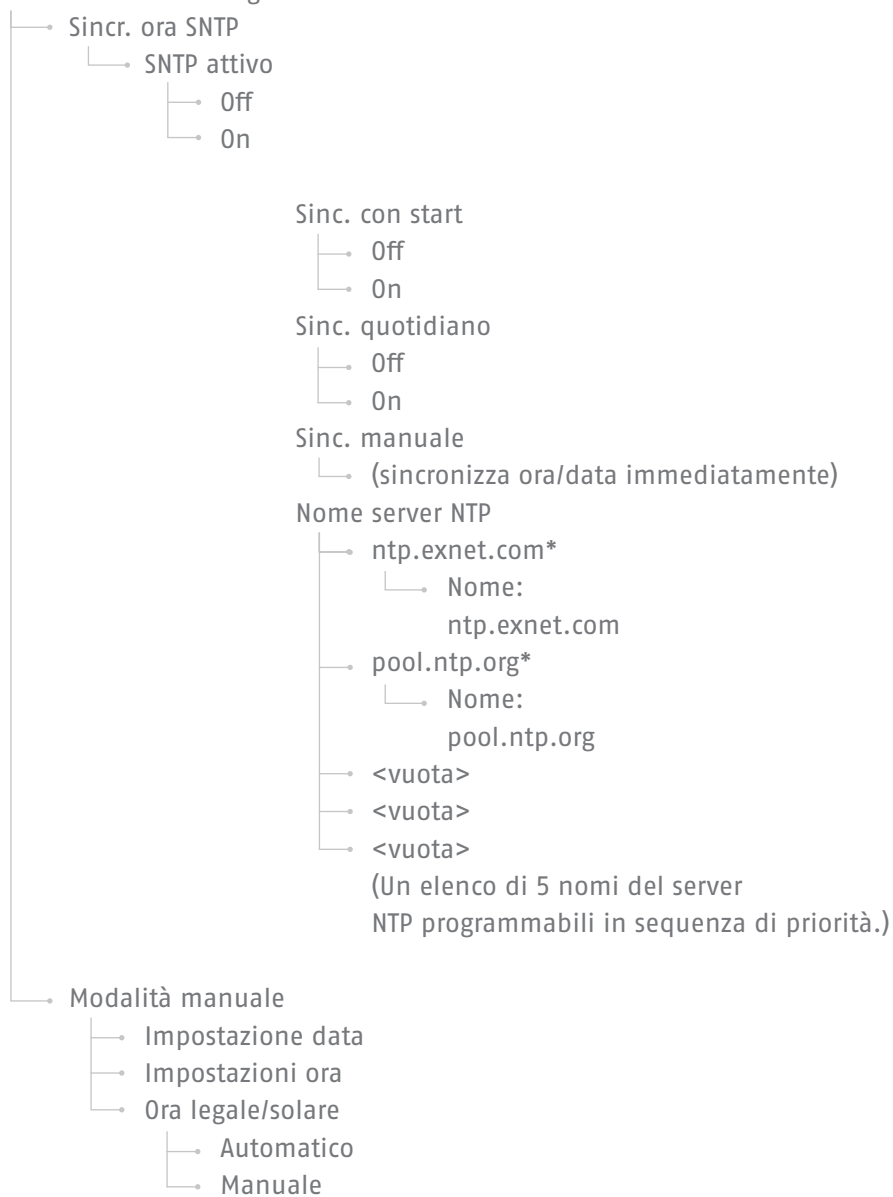 Sincr. ora SNTP
SNTP attivo
Off
On
Sinc. con start
Off
On
Sinc. quotidiano
Off
On
Sinc. manuale
(sincronizza ora/data immediatamente)
Nome server NTP
ntp.exnet.com*
Nome:
ntp.exnet.com
pool.ntp.org*
Nome:
pool.ntp.org
<vuota>
<vuota>
<vuota>
(Un elenco di 5 nomi del server
NTP programmabili in sequenza di priorità.)
Modalità manuale
Impostazione data
Impostazioni ora
Ora legale/solare
Automatico
Manuale